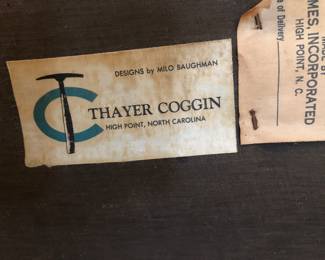 DESIGNS by MILO BAUGHMAN
THAYER COGGIN
HIGH POINT, NORTH CAROLINA
MES, INCORPORATED
HIGH POINT, N. C.
of Delivery